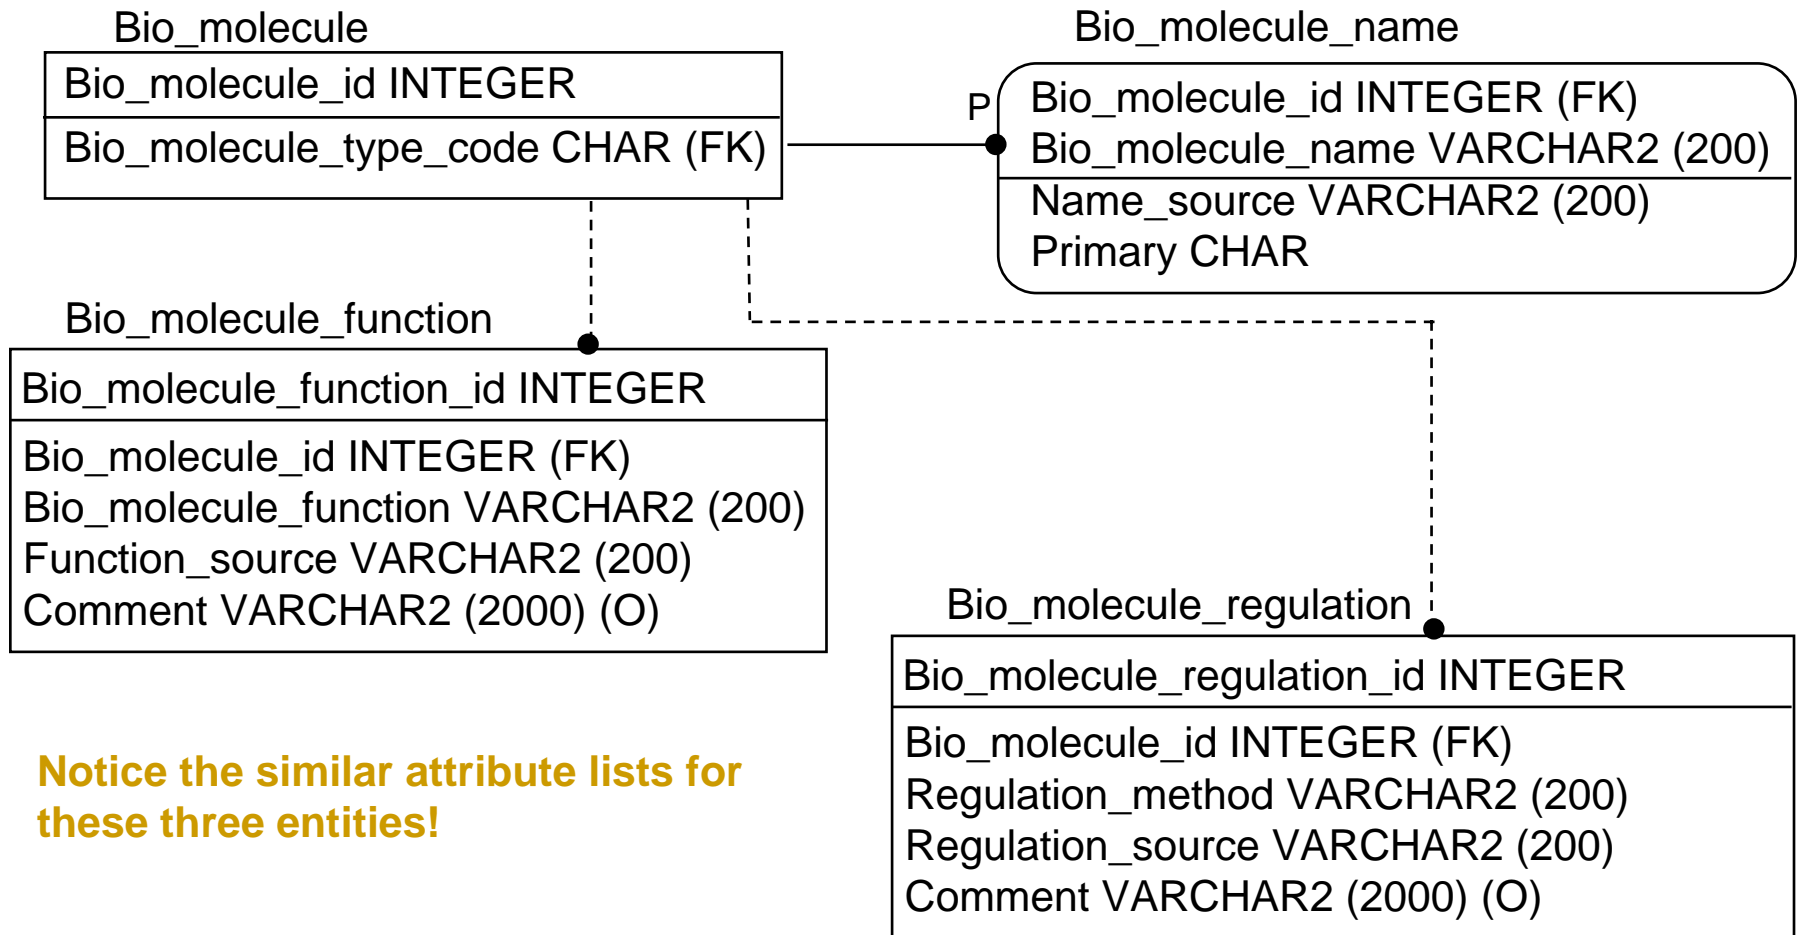 Bio_molecule
Bio_molecule_id INTEGER
Bio_molecule_type_code CHAR (FK)
Bio_molecule_name
P
Bio_molecule_id INTEGER (FK)
Bio_molecule_name VARCHAR2 (200)
Name_source VARCHAR2 (200)
Primary CHAR
Bio_molecule_function
Bio_molecule_function_id INTEGER
Bio_molecule_id INTEGER (FK)
Bio_molecule_function VARCHAR2 (200)
Function_source VARCHAR2 (200)
Comment VARCHAR2 (2000) (O)
Bio_molecule_regulation
Bio_molecule_regulation_id INTEGER
Bio_molecule_id INTEGER (FK)
Regulation_method VARCHAR2 (200)
Regulation_source VARCHAR2 (200)
Comment VARCHAR2 (2000) (O)
Notice the similar attribute lists for
these three entities!